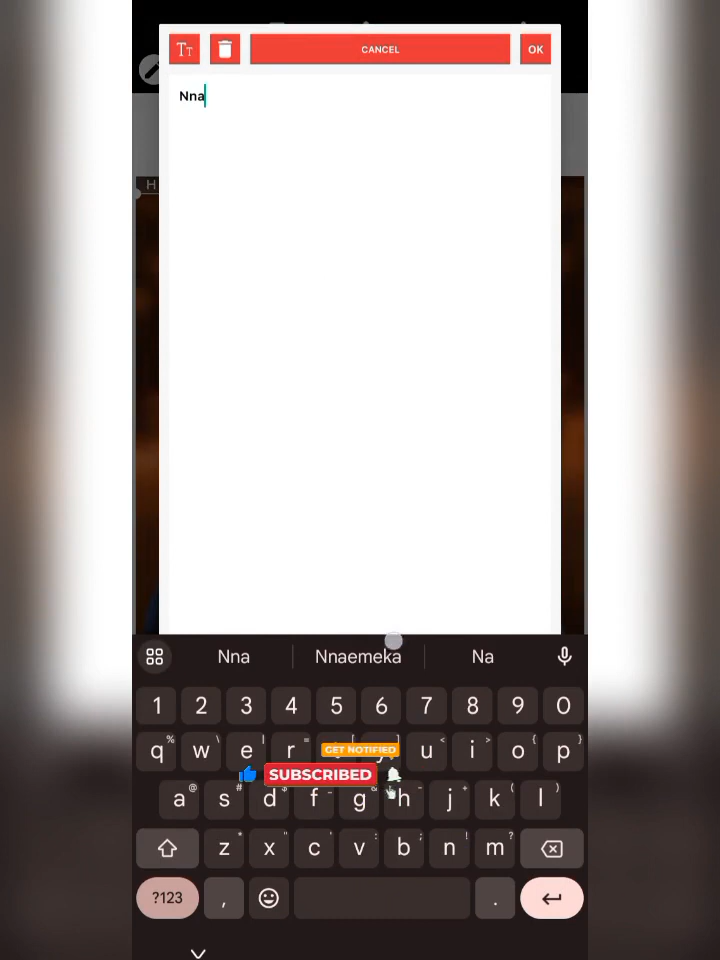 Tт CANCEL OK
Nna
H
Nna Nnaemeka Na
1 2 3 4 5 6 7 8 9 0
q w e r y u i o p
% \ | = [ ] < > { }
GET NOTIFIED
SUBSCRIBED
a s d f g h j k l
@ # $ _ & - + ( )
z x c v b n m
* " ' : ; ! ?
?123 , .